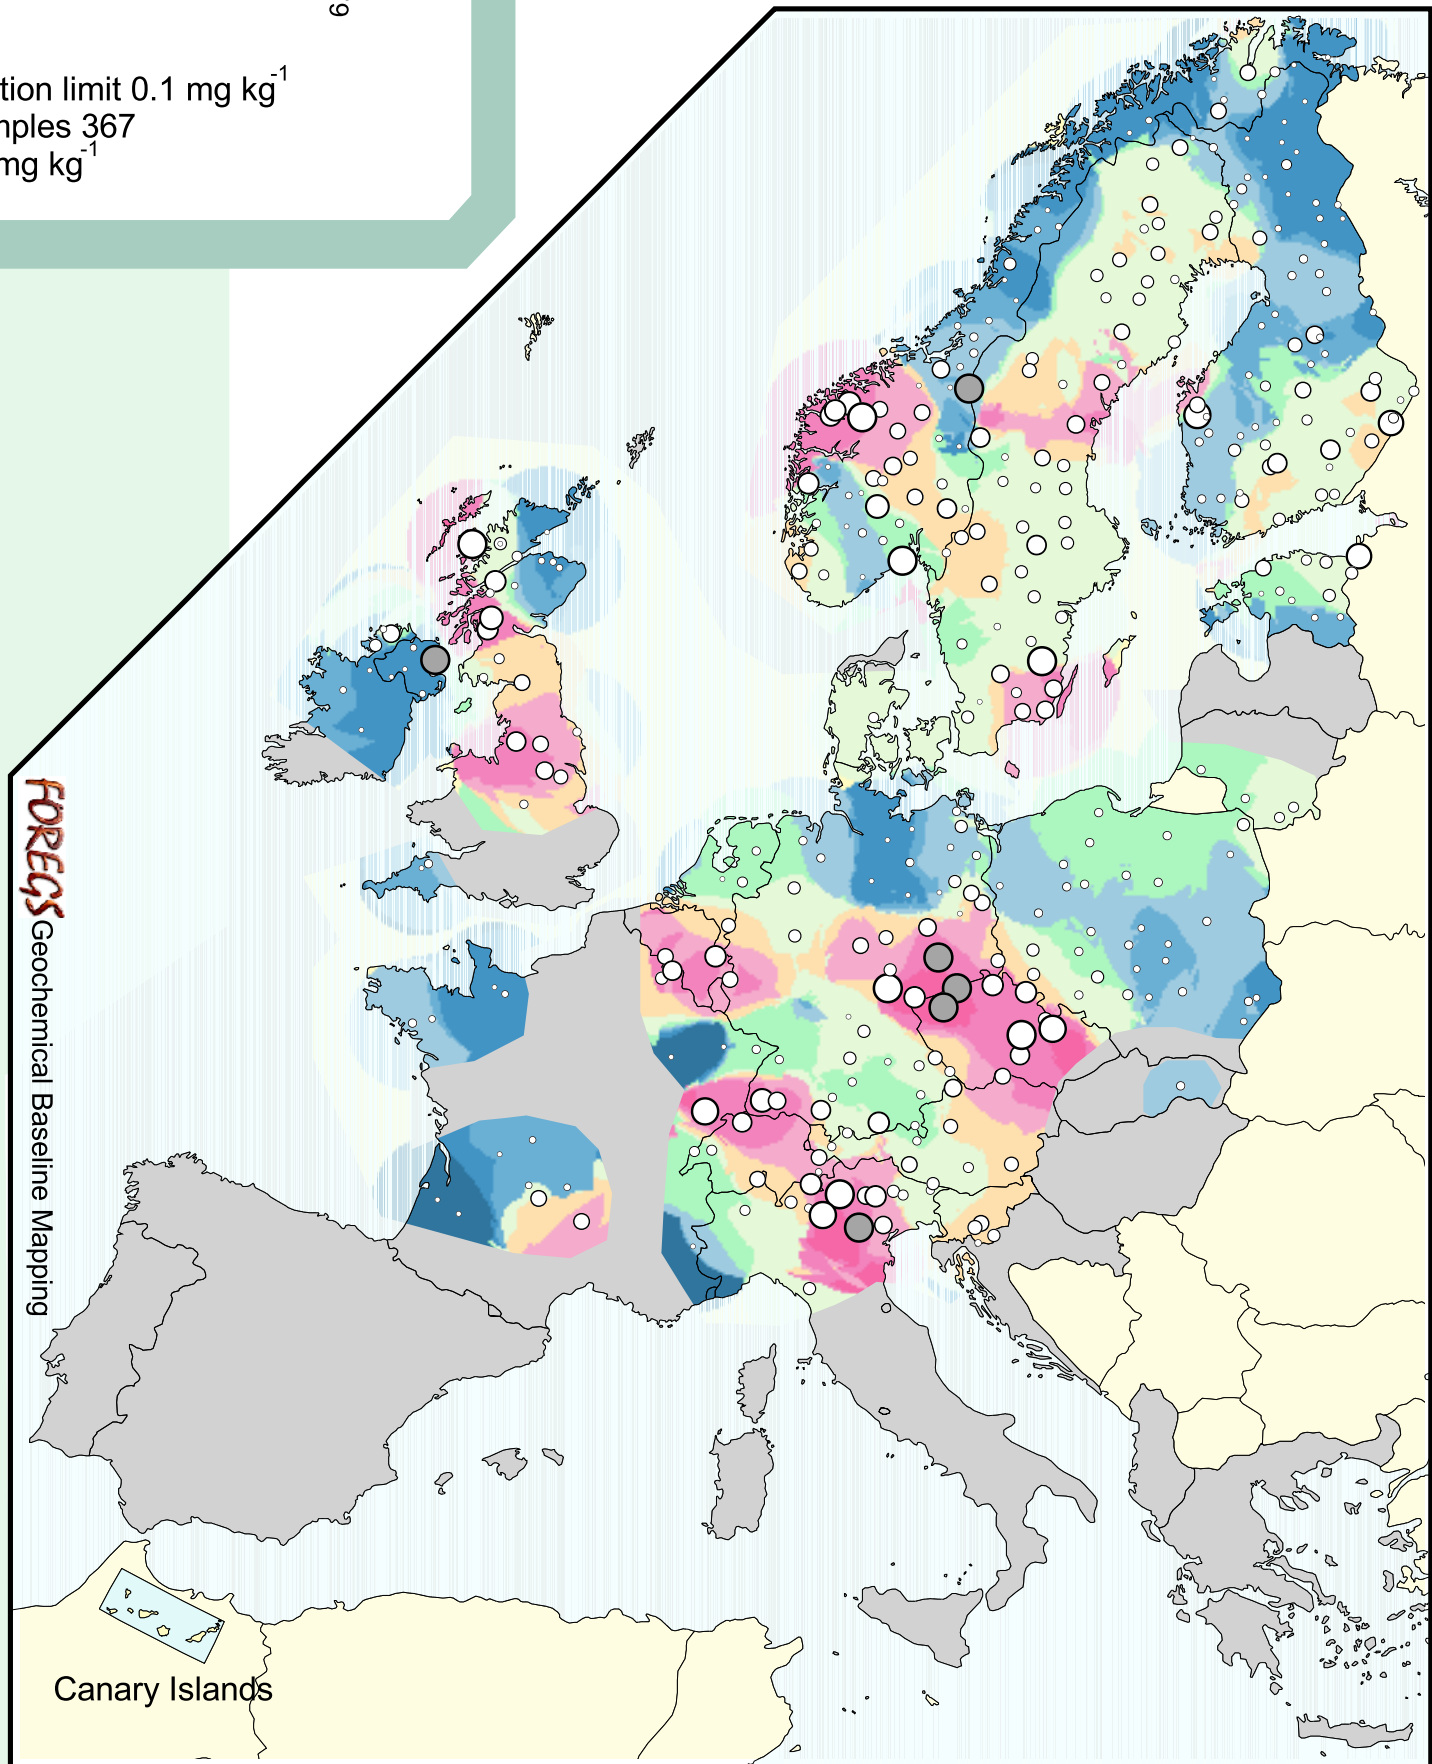 tion limit 0.1 mg kg-1
nples 367
mg kg-1
FOREGS Geochemical Baseline Mapping
Canary Islands